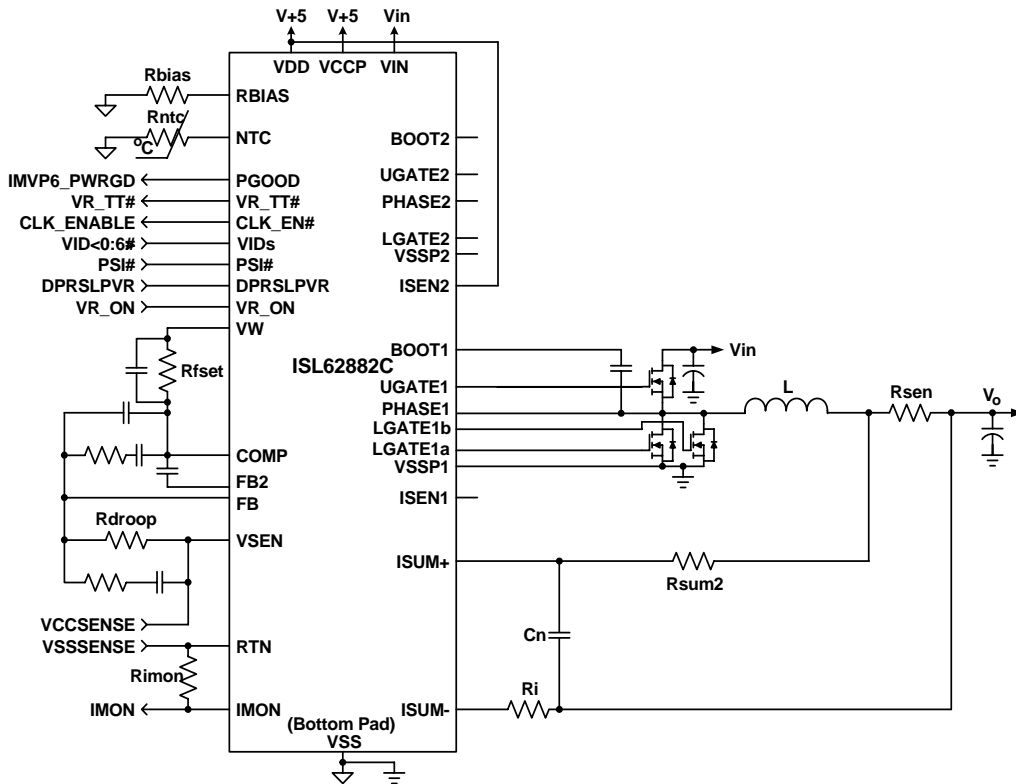 V+5 V+5 Vin
VDD VCCP VIN
Rbias
RBIAS
Rntc
NTC
°C
BOOT2
UGATE2
IMVP6_PWRGD PGOOD
VR_TT# VR_TT# PHASE2
CLK_ENABLE CLK_EN#
VID<0:6# VIDs LGATE2
VSSP2
PSI# PSI#
DPRSLPVR DPRSLPVR ISEN2
VR_ON VR_ON
VW
ISL62882C
BOOT1 Vin
Rfset
UGATE1 L Rsen
PHASE1 Vo
LGATE1b
LGATE1a
COMP VSSP1
FB2
FB ISEN1
Rdroop
VSEN
ISUM+
Rsum2
VCCSENSE
VSSSENSE RTN Cn
Rimon
Ri
IMON IMON ISUM-
(Bottom Pad)
VSS